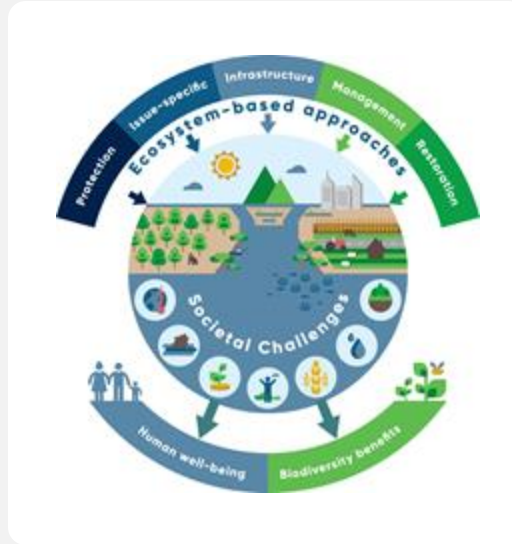 Protection
Issue-specific
Infrastructure
Management
Restoration
Ecosystem-based approaches
Societal Challenges
Human well-being
Biodiversity benefits